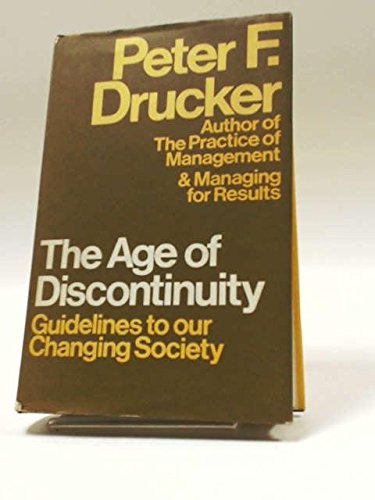 Peter F.
Drucker
Author of
The Practice of
Management
& Managing
for Results
The Age of
Discontinuity
Guidelines to our
Changing Society